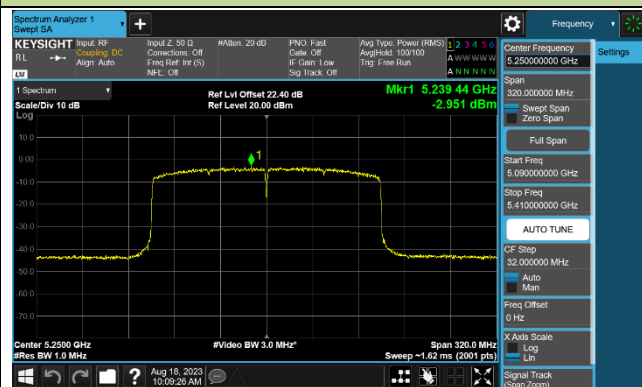 Spectrum Analyzer 1
Swept SA
+
Frequency
KEYSIGHT
RL
LXI
Input: RF
Coupling: DC
Align: Auto
Input Z: 50 Ω
Corrections: Off
Freq Ref: Int (S)
NFE: Off
#Atten: 20 dB
PNO: Fast
Gate: Off
IF Gain: Low
Sig Track: Off
Avg Type: Power (RMS)
Avg|Hold: 100/100
Trig: Free Run
1 2 3 4 5 6
A W W W W W
A N N N N N
Center Frequency
5.250000000 GHz
Settings
Span
320.000000 MHz
Swept Span
Zero Span
Full Span
Start Freq
5.090000000 GHz
Stop Freq
5.410000000 GHz
AUTO TUNE
CF Step
32.000000 MHz
Auto
Man
Freq Offset
0 Hz
X Axis Scale
Log
Lin
Signal Track
(Span Zoom)
1 Spectrum
Scale/Div 10 dB
Log
Ref Lvl Offset 22.40 dB
Ref Level 20.00 dBm
Mkr1 5.239 44 GHz
-2.951 dBm
10.0
0.00
-10.0
-20.0
-30.0
-40.0
-50.0
-60.0
-70.0
1
Center 5.2500 GHz
#Res BW 1.0 MHz
#Video BW 3.0 MHz*
Span 320.0 MHz
Sweep ~1.62 ms (2001 pts)
?
Aug 18, 2023
10:09:26 AM